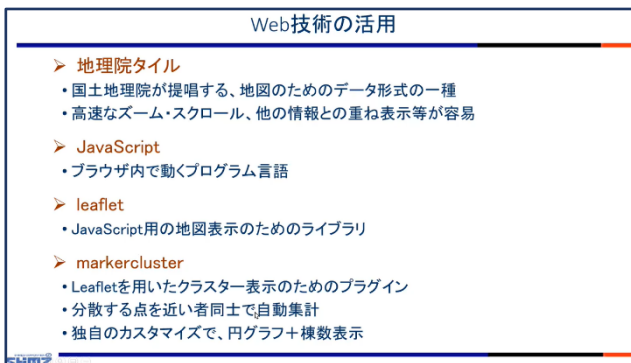 Web技術の活用
➢ 地理院タイル
• 国土地理院が提唱する、地図のためのデータ形式の一種
• 高速なズーム・スクロール、他の情報との重ね表示等が容易
➢ JavaScript
• ブラウザ内で動くプログラム言語
➢ leaflet
• JavaScript用の地図表示のためのライブラリ
➢ markercluster
• Leafletを用いたクラスター表示のためのプラグイン
• 分散する点を近い者同士で自動集計
• 独自のカスタマイズで、円グラフ＋棟数表示